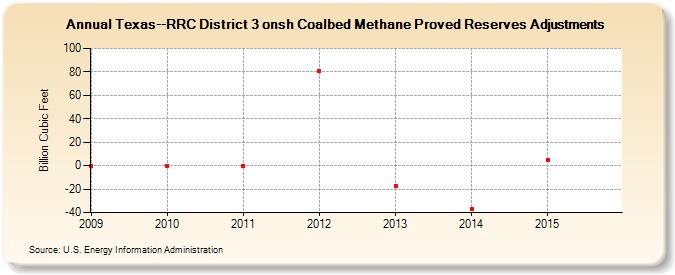 Annual Texas--RRC District 3 onsh Coalbed Methane Proved Reserves Adjustments
Billion Cubic Feet
100
80
60
40
20
0
-20
-40
2009 2010 2011 2012 2013 2014 2015
Source: U.S. Energy Information Administration